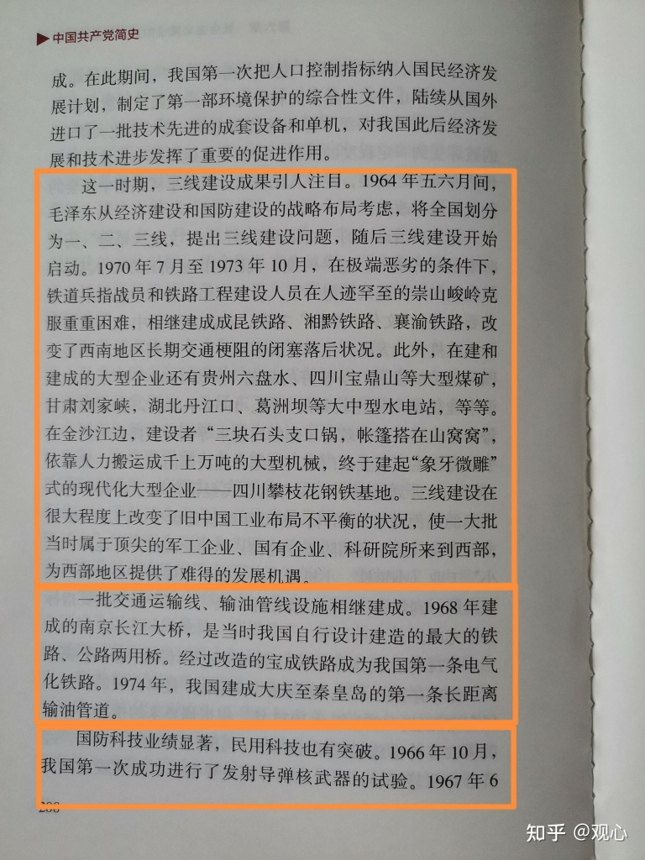 ▶中国共产党简史
成。在此期间，我国第一次把人口控制指标纳入国民经济发
展计划，制定了第一部环境保护的综合性文件，陆续从国外
进口了一批技术先进的成套设备和单机，对我国此后经济发
展和技术进步发挥了重要的促进作用。
这一时期，三线建设成果引人注目。1964 年五六月间，
毛泽东从经济建设和国防建设的战略布局考虑，将全国划分
为一、二、三线，提出三线建设问题，随后三线建设开始
启动。1970 年 7 月至 1973 年 10 月，在极端恶劣的条件下，
铁道兵指战员和铁路工程建设人员在人迹罕至的崇山峻岭克
服重重困难，相继建成成昆铁路、湘黔铁路、襄渝铁路，改
变了西南地区长期交通梗阻的闭塞落后状况。此外，在建和
建成的大型企业还有贵州六盘水、四川宝鼎山等大型煤矿，
甘肃刘家峡，湖北丹江口、葛洲坝等大中型水电站，等等。
在金沙江边，建设者“三块石头支口锅，帐篷搭在山窝窝”，
依靠人力搬运成千上万吨的大型机械，终于建起“象牙微雕”
式的现代化大型企业——四川攀枝花钢铁基地。三线建设在
很大程度上改变了旧中国工业布局不平衡的状况，使一大批
当时属于顶尖的军工企业、国有企业、科研院所来到西部，
为西部地区提供了难得的发展机遇。
一批交通运输线、输油管线设施相继建成。1968 年建
成的南京长江大桥，是当时我国自行设计建造的最大的铁
路、公路两用桥。经过改造的宝成铁路成为我国第一条电气
化铁路。1974 年，我国建成大庆至秦皇岛的第一条长距离
输油管道。
国防科技业绩显著，民用科技也有突破。1966 年 10 月，
我国第一次成功进行了发射导弹核武器的试验。1967 年 6
知乎 @观心